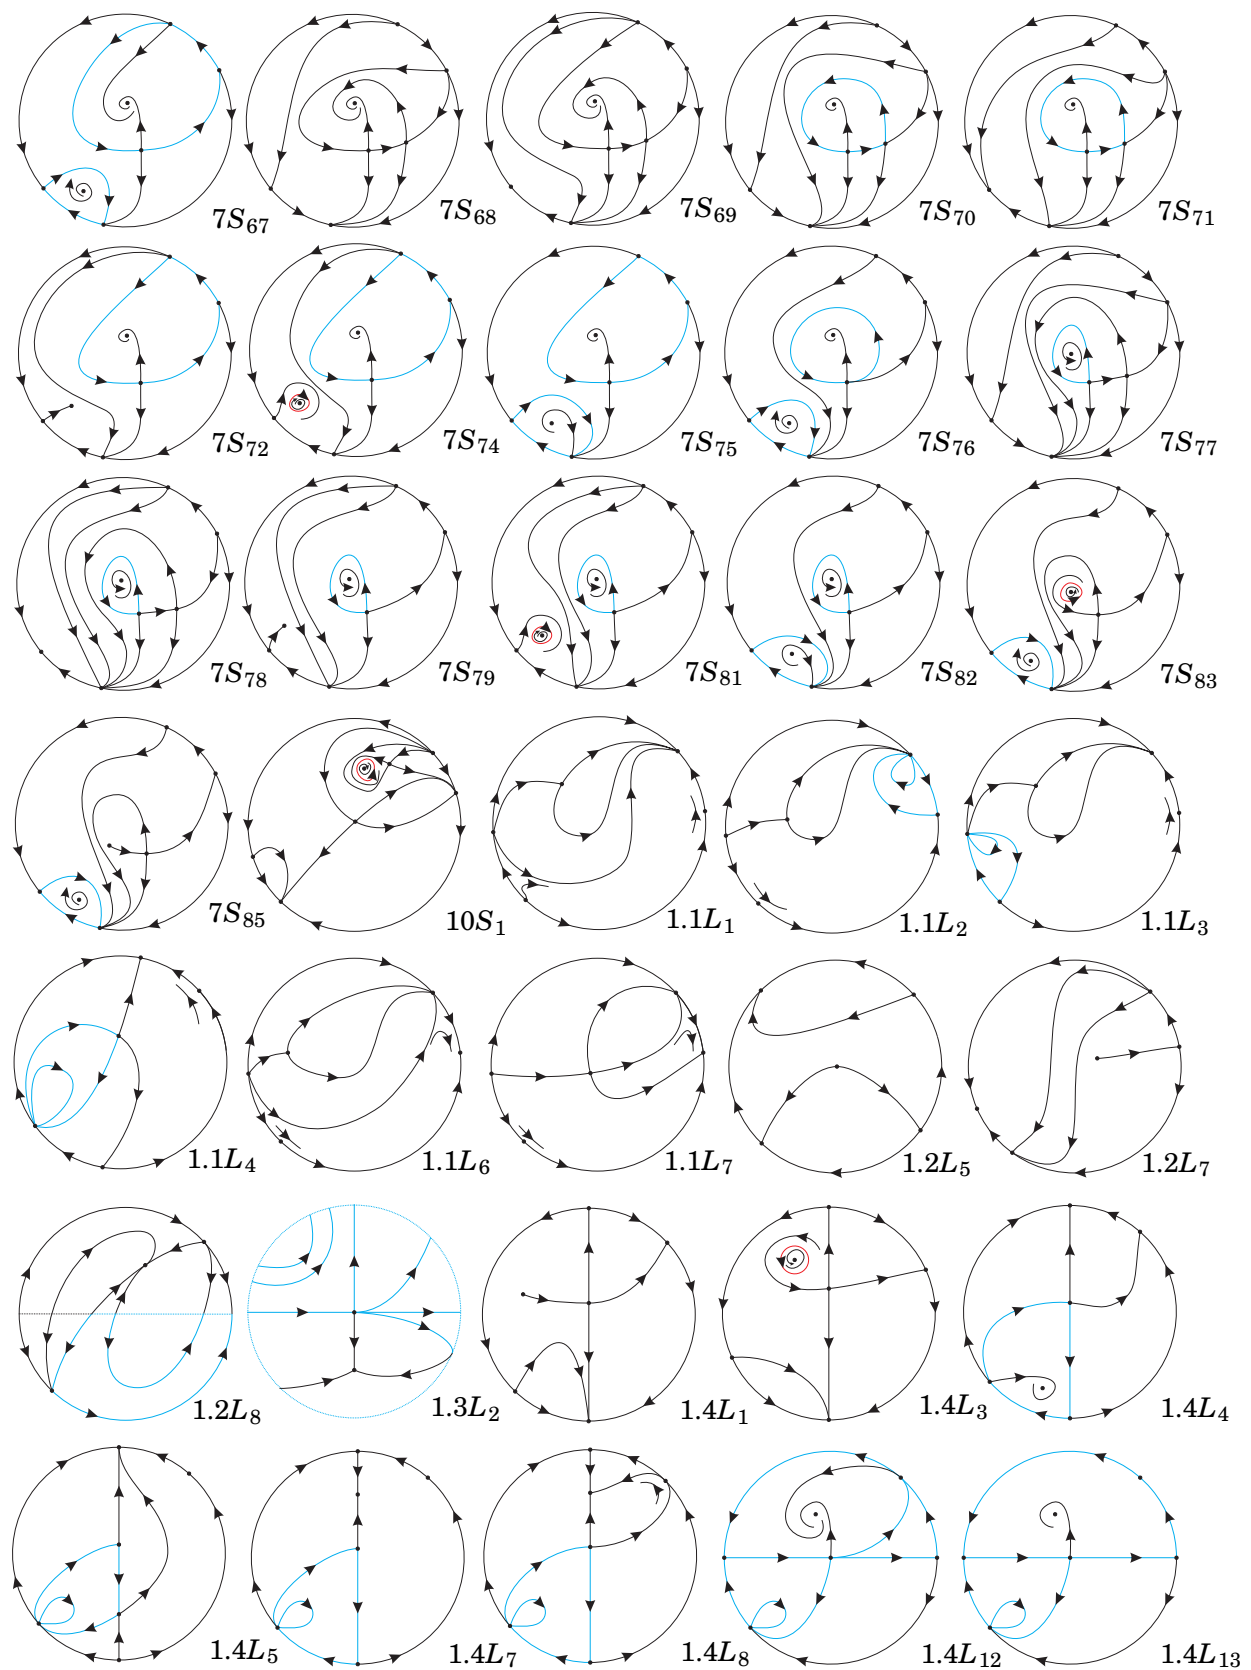 7S₆₇ 7S₆₈ 7S₆₉ 7S₇₀ 7S₇₁
7S₇₂ 7S₇₄ 7S₇₅ 7S₇₆ 7S₇₇
7S₇₈ 7S₇₉ 7S₈₁ 7S₈₂ 7S₈₃
7S₈₅ 10S₁ 1.1L₁ 1.1L₂ 1.1L₃
1.1L₄ 1.1L₆ 1.1L₇ 1.2L₅ 1.2L₇
1.2L₈ 1.3L₂ 1.4L₁ 1.4L₃ 1.4L₄
1.4L₅ 1.4L₇ 1.4L₈ 1.4L₁₂ 1.4L₁₃